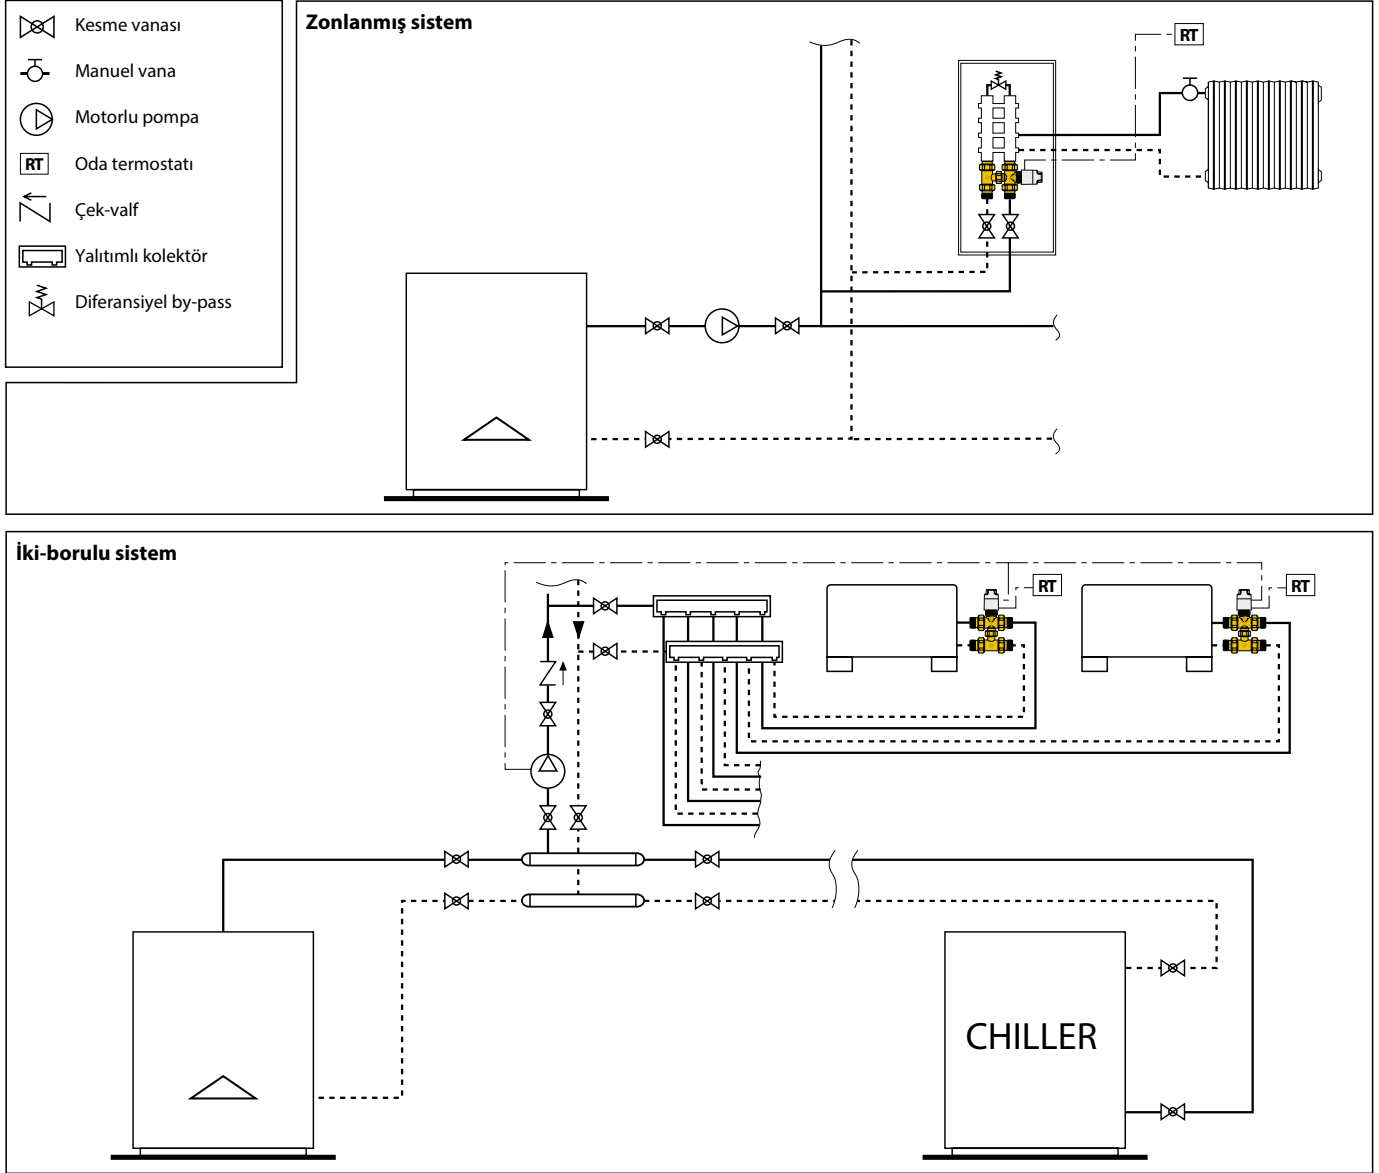 Kesme vanası
Manuel vana
Motorlu pompa
RT
Oda termostatı
Çek-valf
Yalıtımlı kolektör
Diferansiyel by-pass
Zonlanmış sistem
RT
İki-borulu sistem
RT
RT
CHILLER